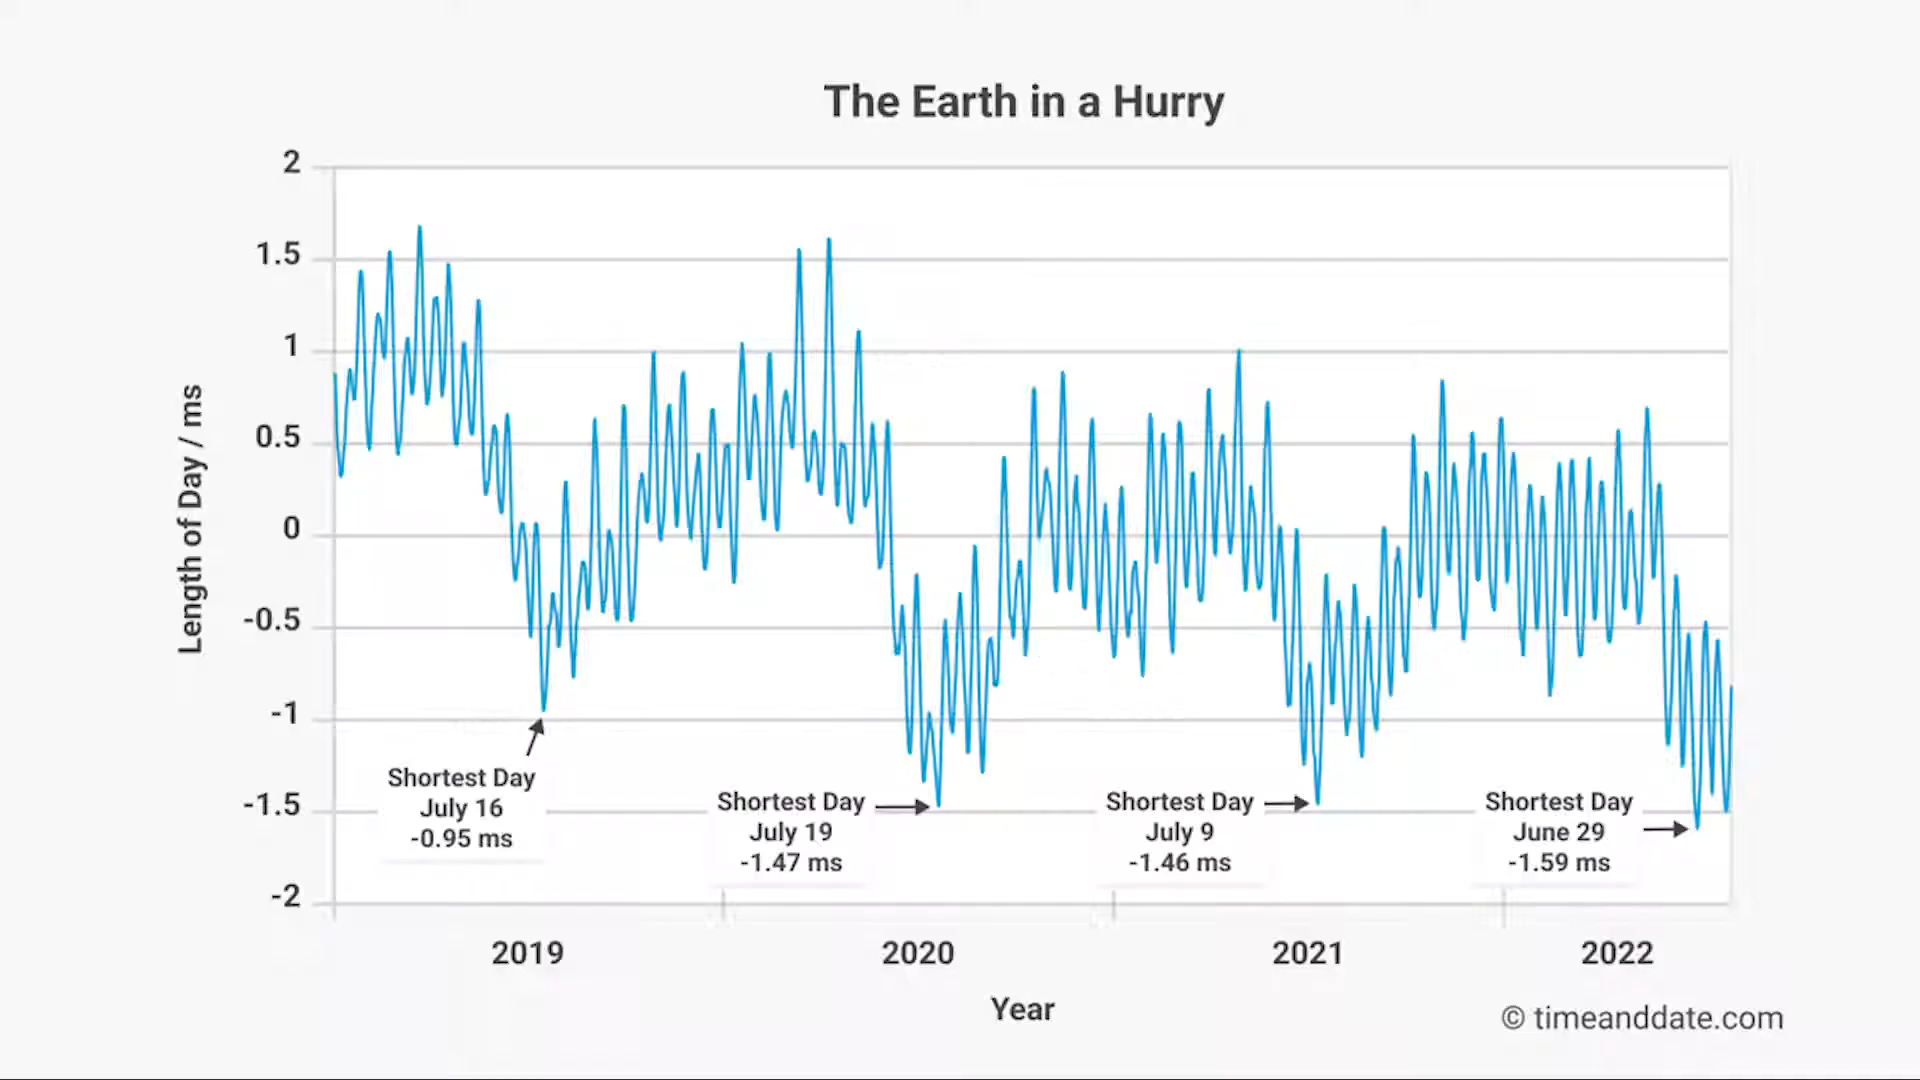 The Earth in a Hurry
2
1.5
1
0.5
0
-0.5
-1
-1.5
-2
Length of Day / ms
Shortest Day
July 16
-0.95 ms
Shortest Day
July 19
-1.47 ms
Shortest Day
July 9
-1.46 ms
Shortest Day
June 29
-1.59 ms
2019
2020
2021
2022
Year
© timeanddate.com